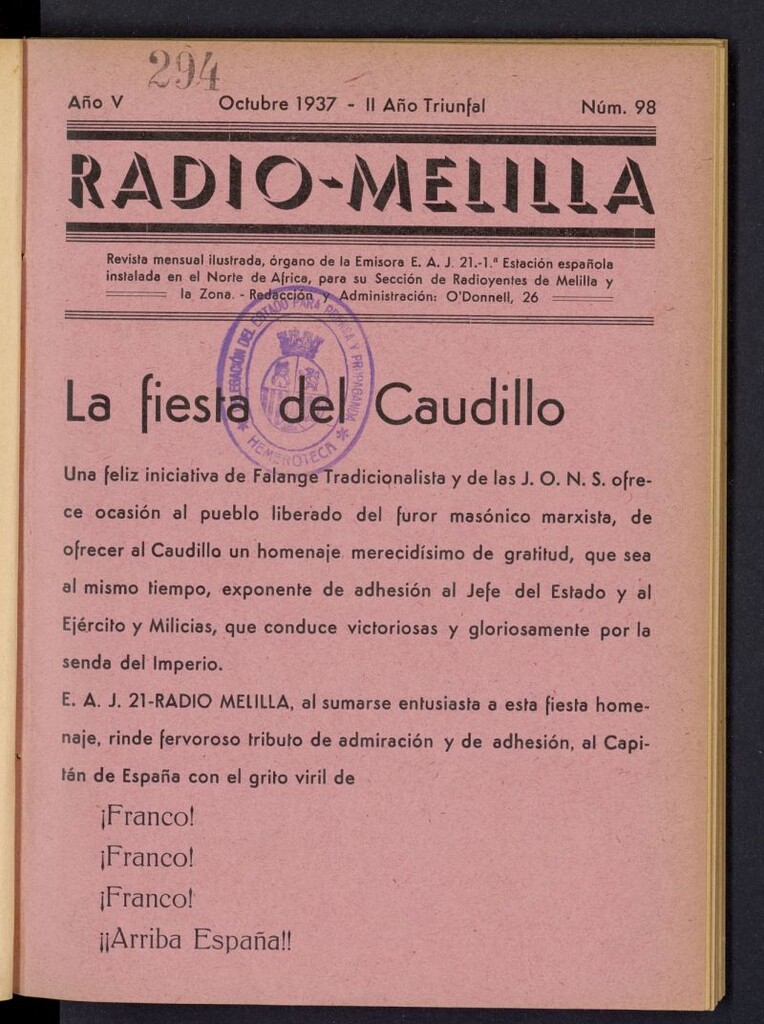 294
Año V Octubre 1937 - II Año Triunfal Núm. 98
RADIO-MELILLA
Revista mensual ilustrada, órgano de la Emisora E. A. J. 21.-1.ª Estación española
instalada en el Norte de Africa, para su Sección de Radioyentes de Melilla y
la Zona. - Redacción y Administración: O'Donnell, 26
DELEGACIÓN DEL ESTADO PARA PRENSA Y PROPAGANDA
* HEMEROTECA *
La fiesta del Caudillo
Una feliz iniciativa de Falange Tradicionalista y de las J. O. N. S. ofre-
ce ocasión al pueblo liberado del furor masónico marxista, de
ofrecer al Caudillo un homenaje merecidísimo de gratitud, que sea
al mismo tiempo, exponente de adhesión al Jefe del Estado y al
Ejército y Milicias, que conduce victoriosas y gloriosamente por la
senda del Imperio.
E. A. J. 21-RADIO MELILLA, al sumarse entusiasta a esta fiesta home-
naje, rinde fervoroso tributo de admiración y de adhesión, al Capi-
tán de España con el grito viril de
¡Franco!
¡Franco!
¡Franco!
¡¡Arriba España!!